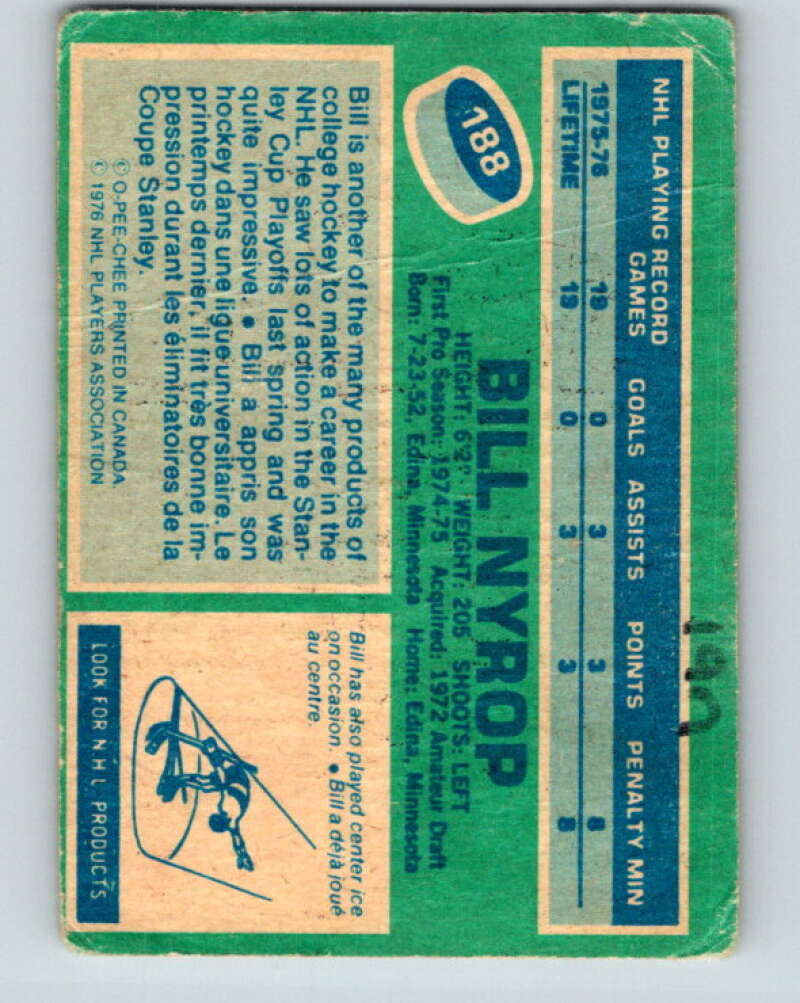 NHL PLAYING RECORD
GAMES GOALS ASSISTS POINTS PENALTY MIN
1975-76 19 0 3 3 8
LIFETIME 19 0 3 3 8
188
BILL NYROP
HEIGHT: 6'2" WEIGHT: 205 SHOOTS: LEFT
First Pro Season: 1974-75 Acquired: 1972 Amateur Draft
Born: 7-23-52, Edina, Minnesota Home: Edina, Minnesota
Bill is another of the many products of
college hockey to make a career in the
NHL. He saw lots of action in the Stan-
ley Cup Playoffs last spring and was
quite impressive. • Bill a appris son
hockey dans une ligue universitaire. Le
printemps dernier, il fit très bonne im-
pression durant les éliminatoires de la
Coupe Stanley.
© O-PEE-CHEE PRINTED IN CANADA
© 1976 NHL PLAYERS ASSOCIATION
Bill has also played center ice
on occasion. • Bill a déjà joué
au centre.
LOOK FOR N.H.L. PRODUCTS